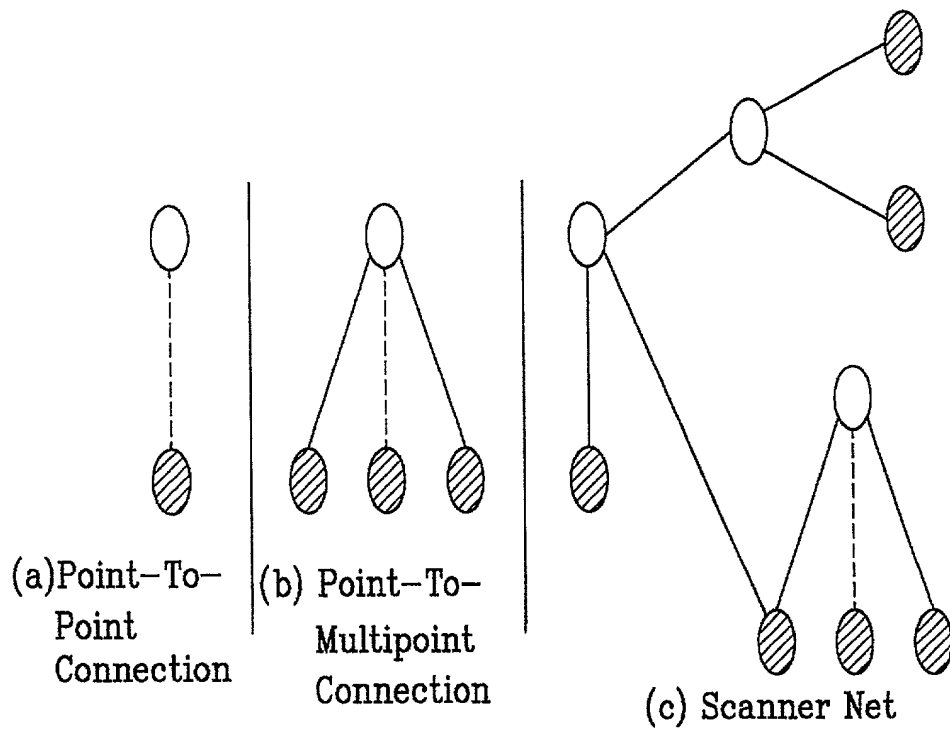 (a)Point-To-
Point
Connection
(b) Point-To-
Multipoint
Connection
(c) Scanner Net